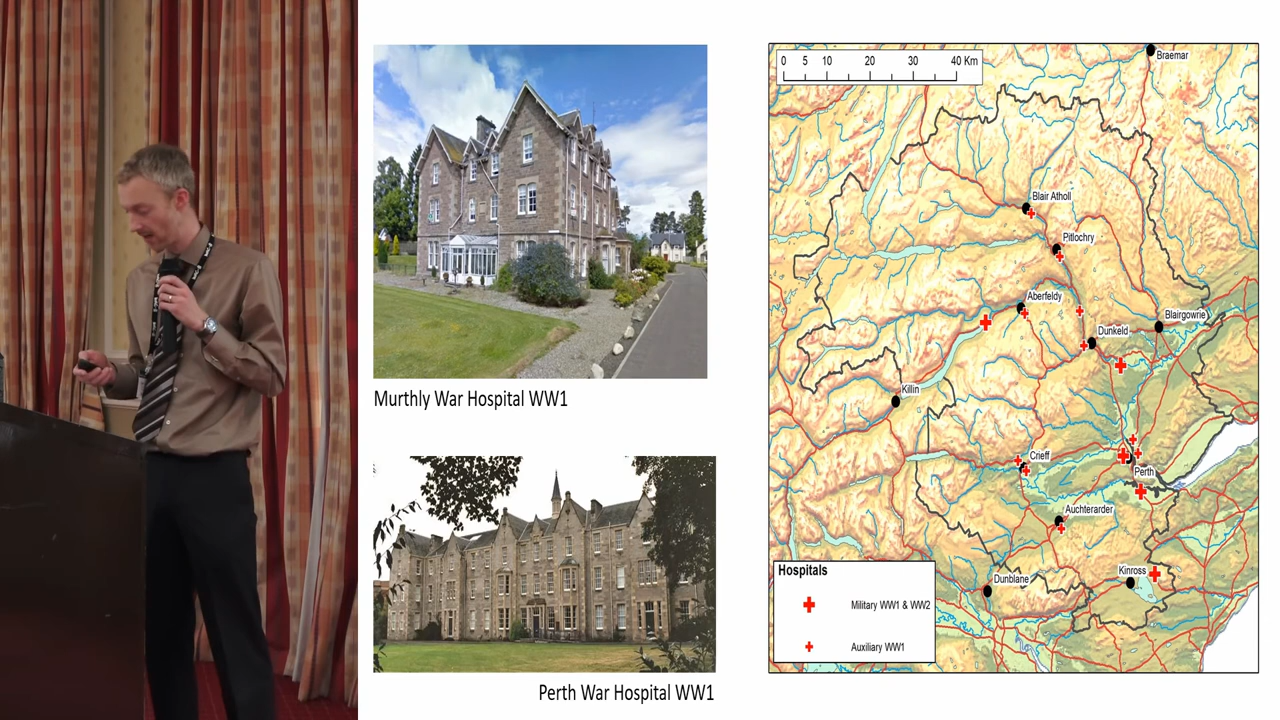 Murthly War Hospital WW1
Perth War Hospital WW1
0 5 10 20 30 40 Km
Braemar
Blair Atholl
Pitlochry
Aberfeldy
Blairgowrie
Dunkeld
Killin
Crieff
Perth
Auchterarder
Dunblane
Kinross
Hospitals
Military WW1 & WW2
Auxiliary WW1